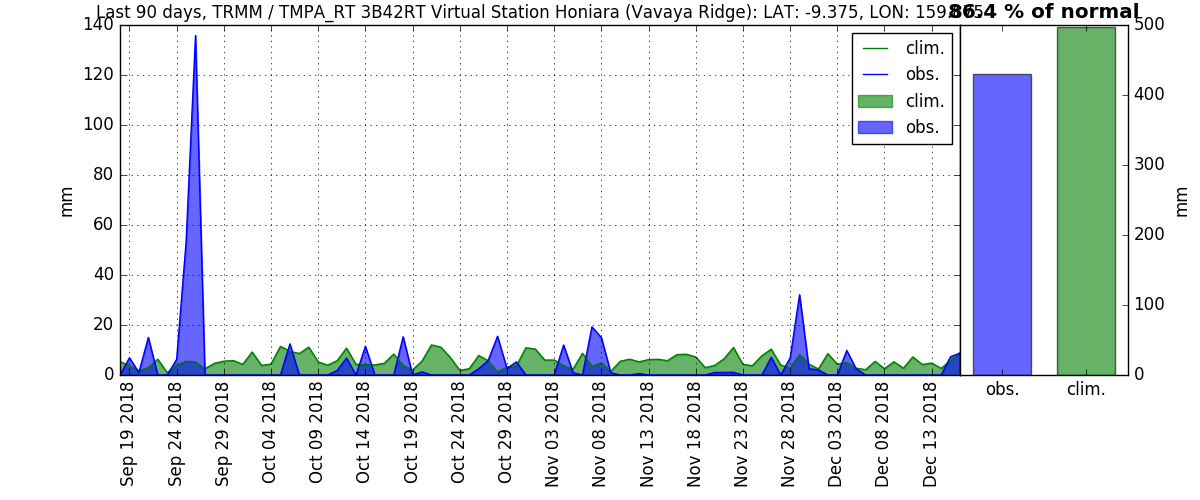 Last 90 days, TRMM / TMPA_RT 3B42RT Virtual Station Honiara (Vavaya Ridge): LAT: -9.375, LON: 159.
86.4 % of normal
140
120
100
80
60
40
20
0
mm
clim.
obs.
clim.
obs.
500
400
300
200
100
0
mm
obs.
clim.
Sep 19 2018
Sep 24 2018
Sep 29 2018
Oct 04 2018
Oct 09 2018
Oct 14 2018
Oct 19 2018
Oct 24 2018
Oct 29 2018
Nov 03 2018
Nov 08 2018
Nov 13 2018
Nov 18 2018
Nov 23 2018
Nov 28 2018
Dec 03 2018
Dec 08 2018
Dec 13 2018